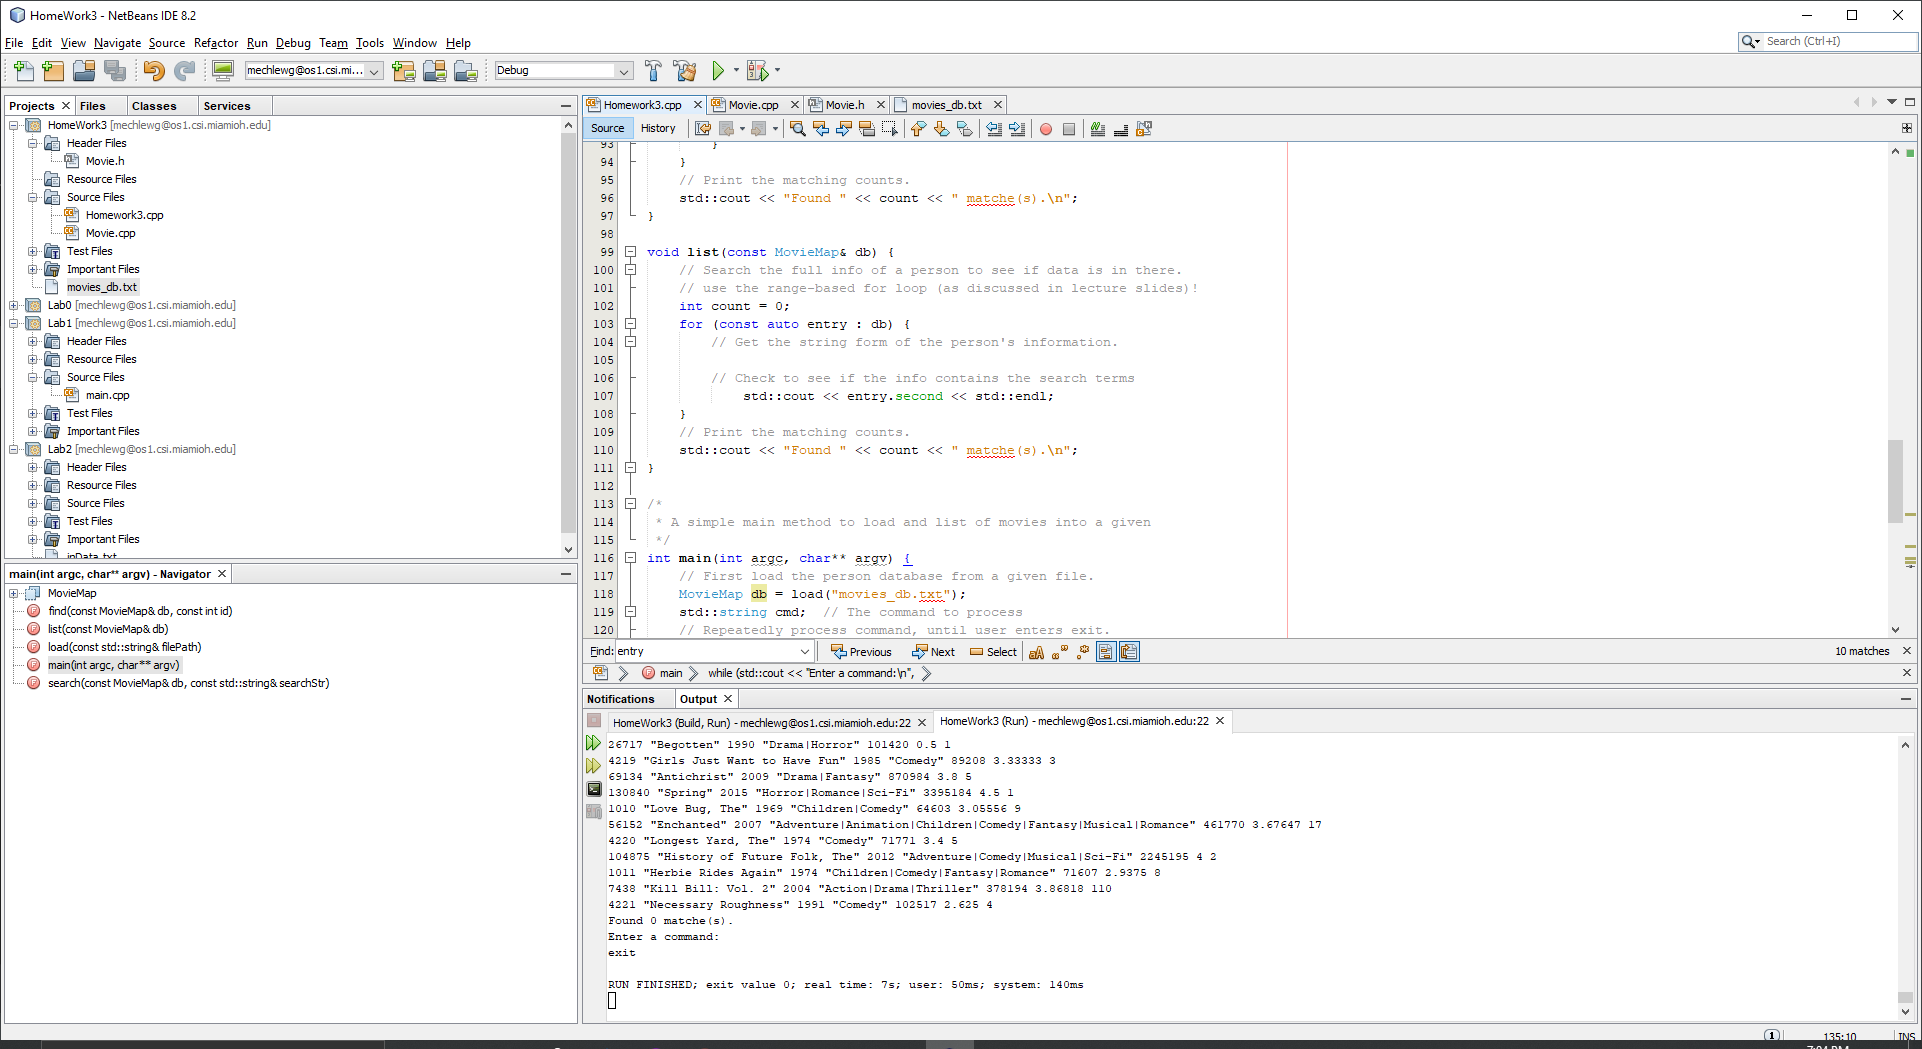 HomeWork3 - NetBeans IDE 8.2
File Edit View Navigate Source Refactor Run Debug Team Tools Window Help
Search (Ctrl+I)
mechlewg@os1.csi.mi...
Debug
Projects Files Classes Services
HomeWork3 [mechlewg@os1.csi.miamioh.edu]
Header Files
Movie.h
Resource Files
Source Files
Homework3.cpp
Movie.cpp
Test Files
Important Files
movies_db.txt
Lab0 [mechlewg@os1.csi.miamioh.edu]
Lab1 [mechlewg@os1.csi.miamioh.edu]
Header Files
Resource Files
Source Files
main.cpp
Test Files
Important Files
Lab2 [mechlewg@os1.csi.miamioh.edu]
Header Files
Resource Files
Source Files
Test Files
Important Files
inData.txt
main(int argc, char** argv) - Navigator
MovieMap
find(const MovieMap& db, const int id)
list(const MovieMap& db)
load(const std::string& filePath)
main(int argc, char** argv)
search(const MovieMap& db, const std::string& searchStr)
Homework3.cpp Movie.cpp Movie.h movies_db.txt
Source History
93 }
94 }
95 // Print the matching counts.
96 std::cout << "Found " << count << " matche(s).\n";
97 }
98
99 void list(const MovieMap& db) {
100 // Search the full info of a person to see if data is in there.
101 // use the range-based for loop (as discussed in lecture slides)!
102 int count = 0;
103 for (const auto entry : db) {
104 // Get the string form of the person's information.
105
106 // Check to see if the info contains the search terms
107 std::cout << entry.second << std::endl;
108 }
109 // Print the matching counts.
110 std::cout << "Found " << count << " matche(s).\n";
111 }
112
113 /*
114 * A simple main method to load and list of movies into a given
115 */
116 int main(int argc, char** argv) {
117 // First load the person database from a given file.
118 MovieMap db = load("movies_db.txt");
119 std::string cmd; // The command to process
120 // Repeatedly process command, until user enters exit.
Find: entry Previous Next Select 10 matches
main while (std::cout << "Enter a command:\n",
Notifications Output
HomeWork3 (Build, Run) - mechlewg@os1.csi.miamioh.edu:22 HomeWork3 (Run) - mechlewg@os1.csi.miamioh.edu:22
26717 "Begotten" 1990 "Drama|Horror" 101420 0.5 1
4219 "Girls Just Want to Have Fun" 1985 "Comedy" 89208 3.33333 3
69134 "Antichrist" 2009 "Drama|Fantasy" 870984 3.8 5
130840 "Spring" 2015 "Horror|Romance|Sci-Fi" 3395184 4.5 1
1010 "Love Bug, The" 1969 "Children|Comedy" 64603 3.05556 9
56152 "Enchanted" 2007 "Adventure|Animation|Children|Comedy|Fantasy|Musical|Romance" 461770 3.67647 17
4220 "Longest Yard, The" 1974 "Comedy" 71771 3.4 5
104875 "History of Future Folk, The" 2012 "Adventure|Comedy|Musical|Sci-Fi" 2245195 4 2
1011 "Herbie Rides Again" 1974 "Children|Comedy|Fantasy|Romance" 71607 2.9375 8
7438 "Kill Bill: Vol. 2" 2004 "Action|Drama|Thriller" 378194 3.86818 110
4221 "Necessary Roughness" 1991 "Comedy" 102517 2.625 4
Found 0 matche(s).
Enter a command:
exit
RUN FINISHED; exit value 0; real time: 7s; user: 50ms; system: 140ms
1 135:10 INS